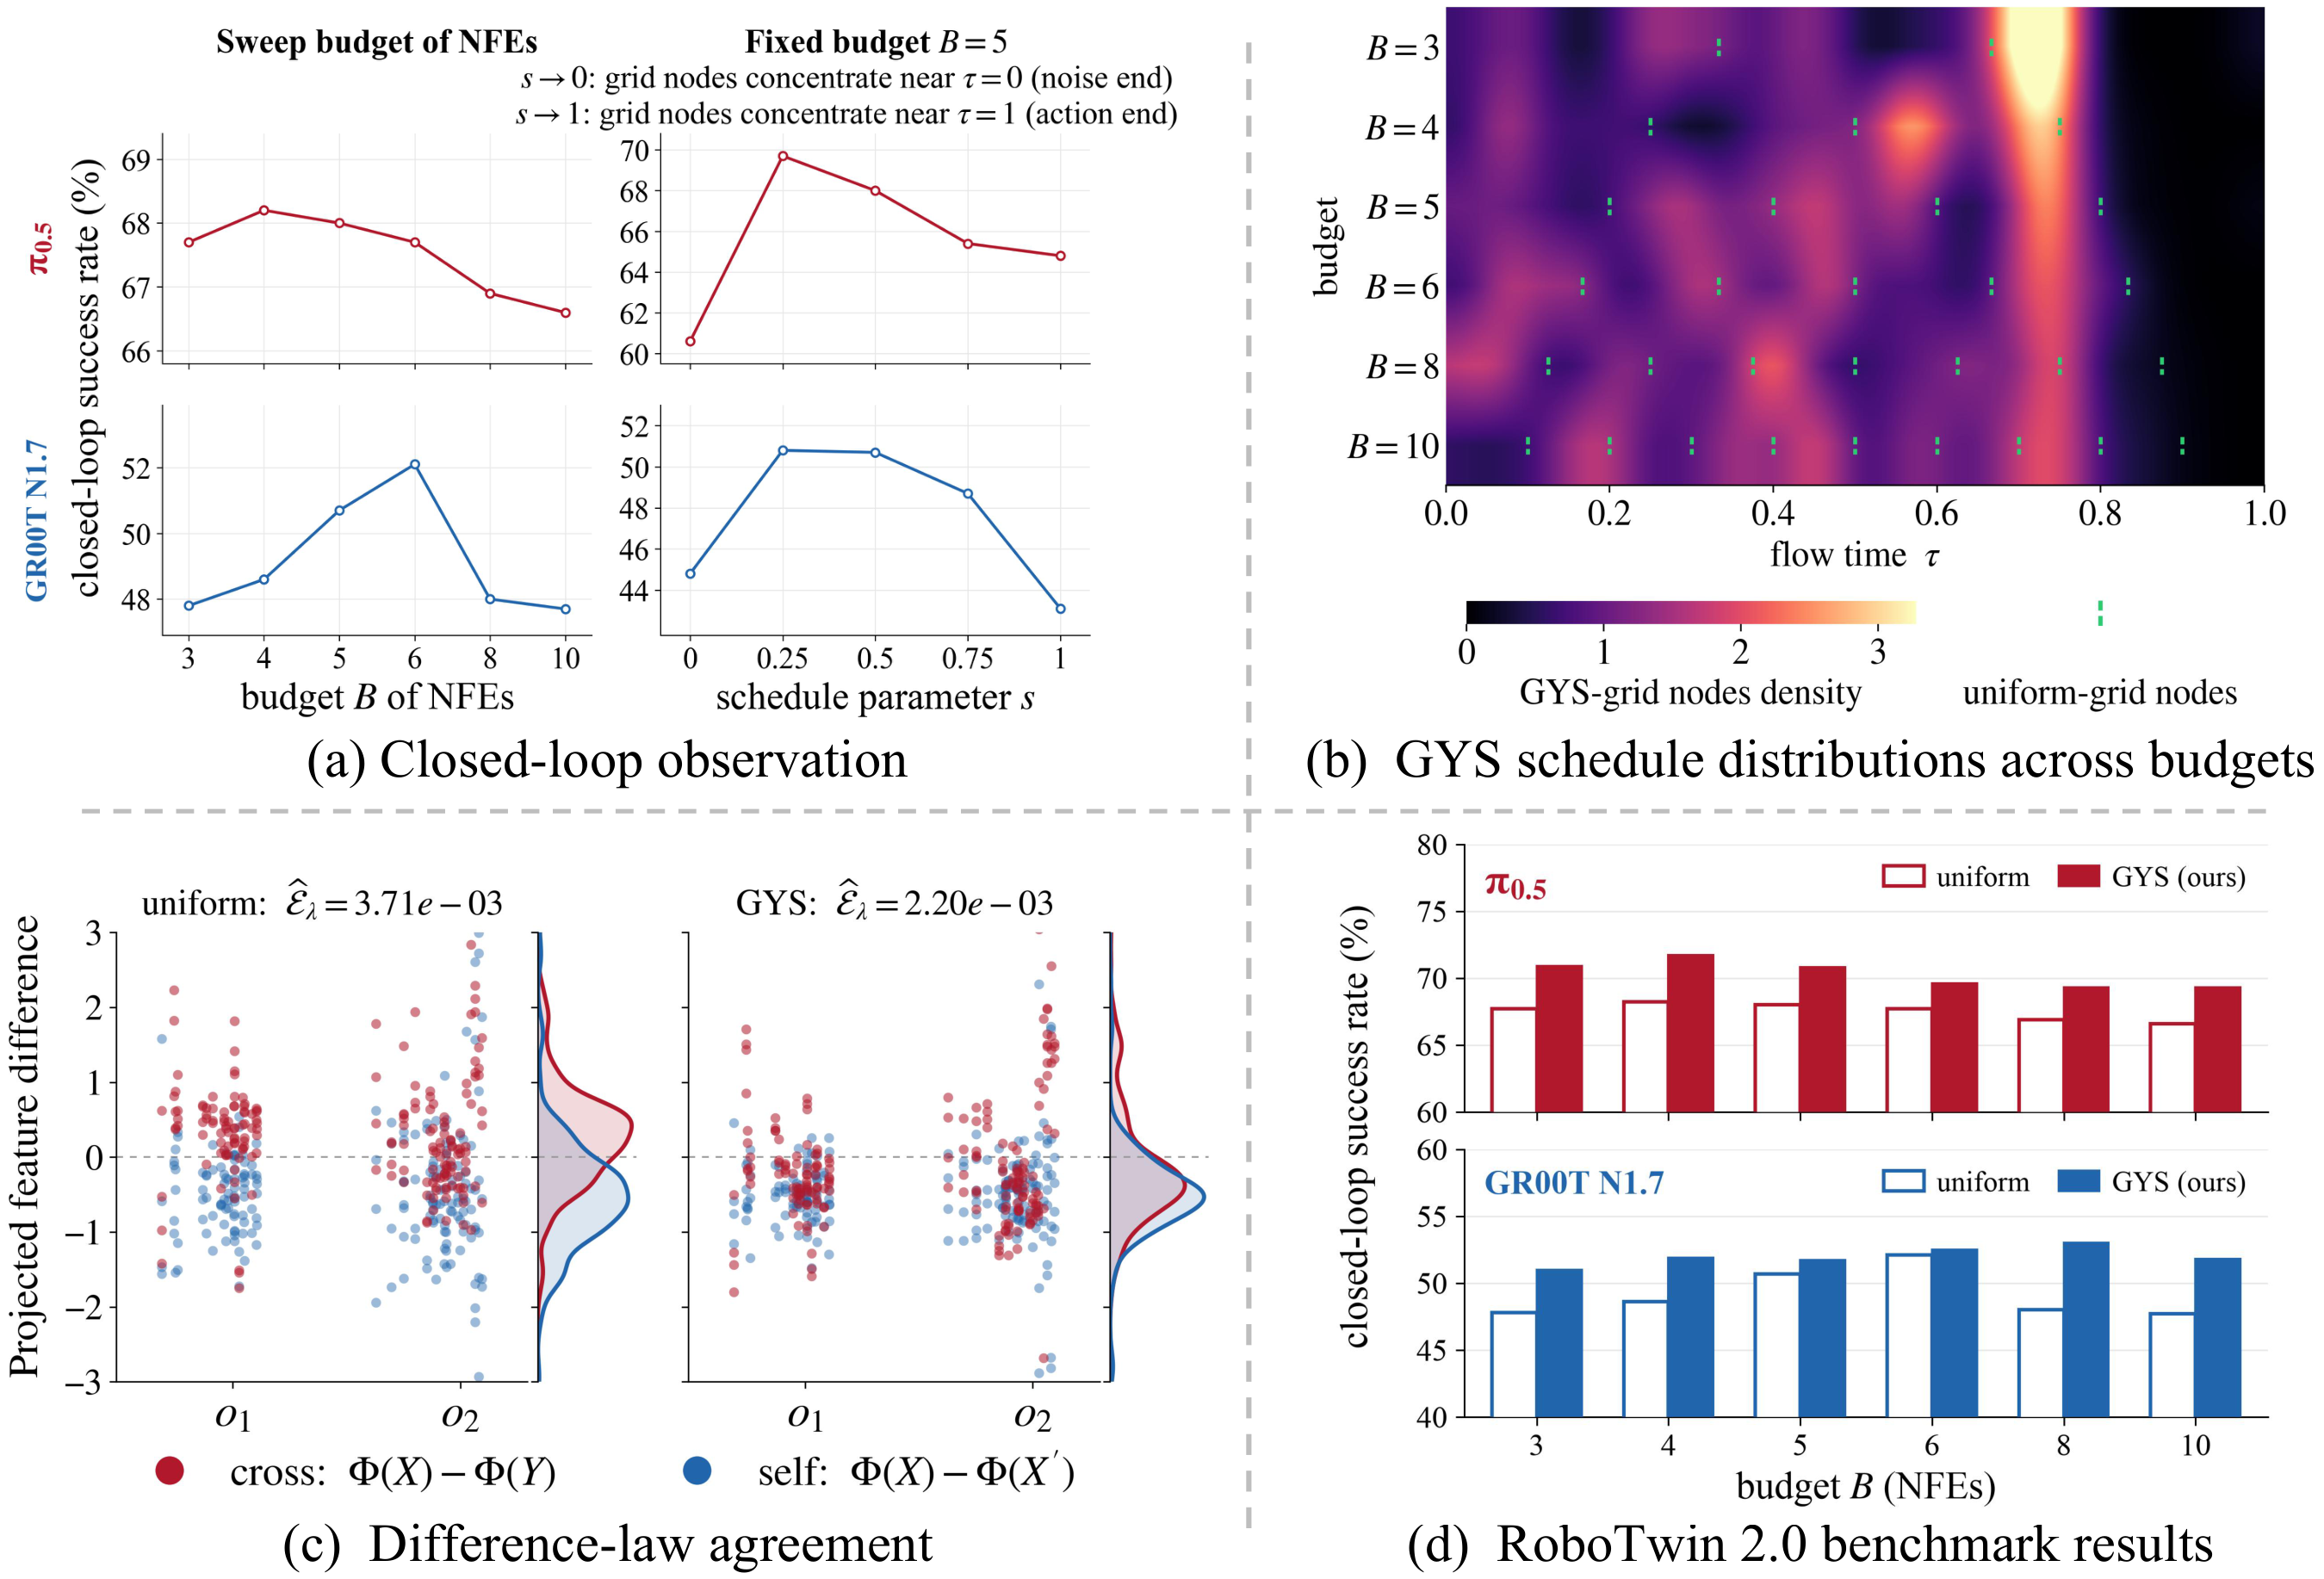 Sweep budget of NFEs
Fixed budget B = 5
s → 0: grid nodes concentrate near τ = 0 (noise end)
s → 1: grid nodes concentrate near τ = 1 (action end)
closed-loop success rate (%)
π0.5
69
68
67
66
70
68
66
64
62
60
GR00T N1.7
52
50
48
52
50
48
46
44
3 4 5 6 8 10
0 0.25 0.5 0.75 1
budget B of NFEs
schedule parameter s
(a) Closed-loop observation
budget
B = 3
B = 4
B = 5
B = 6
B = 8
B = 10
0.0 0.2 0.4 0.6 0.8 1.0
flow time τ
0 1 2 3
GYS-grid nodes density
uniform-grid nodes
(b) GYS schedule distributions across budgets
uniform: ℰ̂λ = 3.71e − 03
GYS: ℰ̂λ = 2.20e − 03
Projected feature difference
3
2
1
0
−1
−2
−3
o1 o2
o1 o2
cross: Φ(X) − Φ(Y)
self: Φ(X) − Φ(X′)
(c) Difference-law agreement
closed-loop success rate (%)
π0.5
uniform
GYS (ours)
80
75
70
65
60
GR00T N1.7
uniform
GYS (ours)
60
55
50
45
40
3 4 5 6 8 10
budget B (NFEs)
(d) RoboTwin 2.0 benchmark results